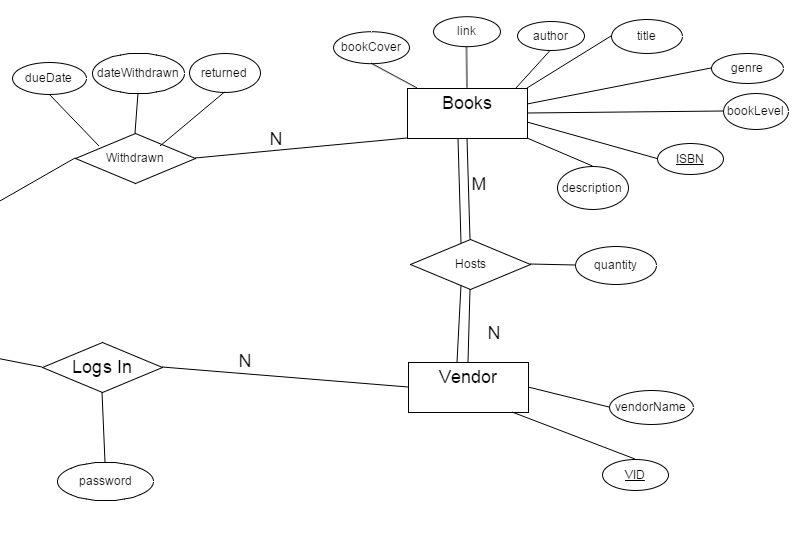 link
author
title
bookCover
genre
dueDate
dateWithdrawn
returned
Books
bookLevel
N
Withdrawn
ISBN
M
description
Hosts
quantity
N
Logs In
N
Vendor
vendorName
password
VID